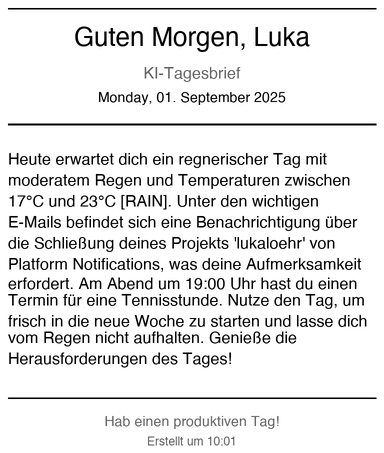 Guten Morgen, Luka
KI-Tagesbrief
Monday, 01. September 2025
Heute erwartet dich ein regnerischer Tag mit
moderatem Regen und Temperaturen zwischen
17°C und 23°C [RAIN]. Unter den wichtigen
E-Mails befindet sich eine Benachrichtigung über
die Schließung deines Projekts 'lukaloehr' von
Platform Notifications, was deine Aufmerksamkeit
erfordert. Am Abend um 19:00 Uhr hast du einen
Termin für eine Tennisstunde. Nutze den Tag, um
frisch in die neue Woche zu starten und lasse dich
vom Regen nicht aufhalten. Genieße die
Herausforderungen des Tages!
Hab einen produktiven Tag!
Erstellt um 10:01